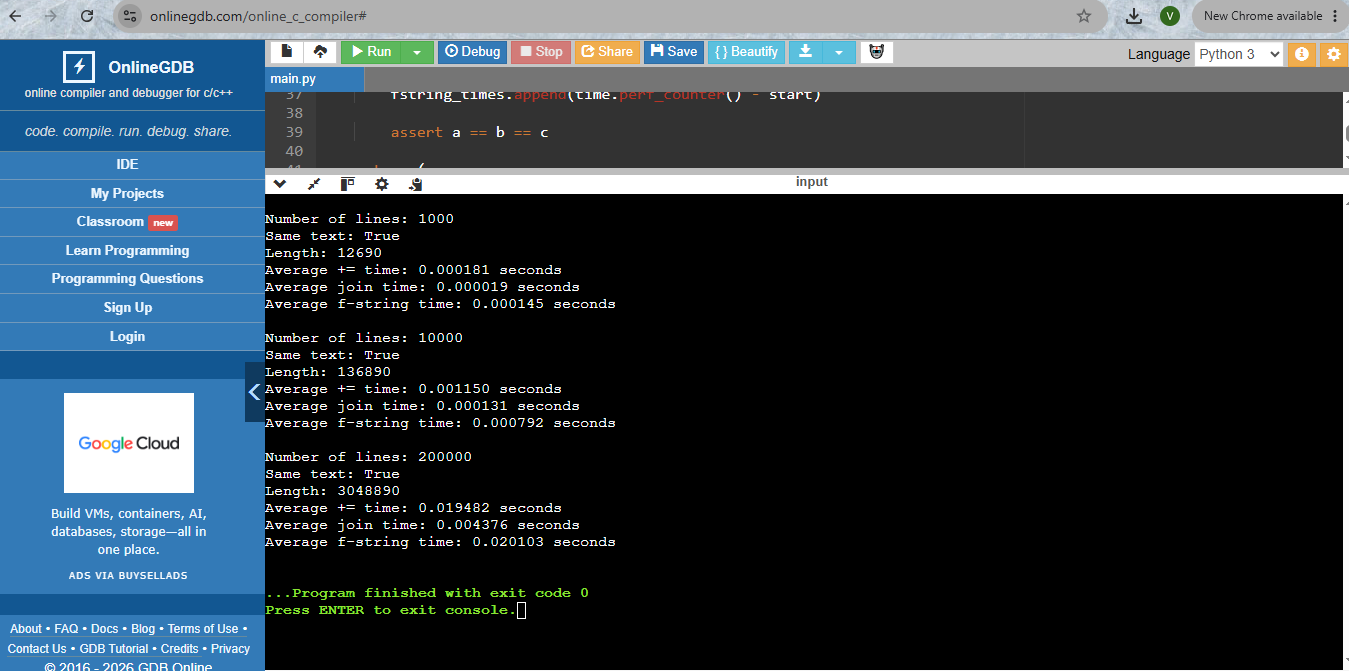 onlinegdb.com/online_c_compiler#
V
New Chrome available
OnlineGDB
online compiler and debugger for c/c++
code. compile. run. debug. share.
IDE
My Projects
Classroom new
Learn Programming
Programming Questions
Sign Up
Login
Google Cloud
Build VMs, containers, AI,
databases, storage—all in
one place.
ADS VIA BUYSELLADS
About • FAQ • Docs • Blog • Terms of Use •
Contact Us • GDB Tutorial • Credits • Privacy
© 2016 - 2026 GDB Online
Run Debug Stop Share Save { } Beautify
Language Python 3
main.py
37 fstring_times.append(time.perf_counter() - start)
38
39 assert a == b == c
40
41
input
Number of lines: 1000
Same text: True
Length: 12690
Average += time: 0.000181 seconds
Average join time: 0.000019 seconds
Average f-string time: 0.000145 seconds
Number of lines: 10000
Same text: True
Length: 136890
Average += time: 0.001150 seconds
Average join time: 0.000131 seconds
Average f-string time: 0.000792 seconds
Number of lines: 200000
Same text: True
Length: 3048890
Average += time: 0.019482 seconds
Average join time: 0.004376 seconds
Average f-string time: 0.020103 seconds
...Program finished with exit code 0
Press ENTER to exit console.